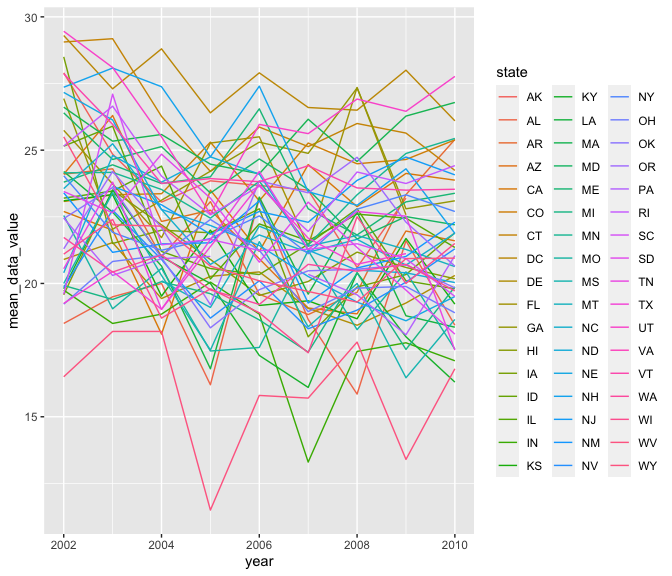 30
25
20
15
mean_data_value
2002
2004
2006
2008
2010
year
state
AK
AL
AR
AZ
CA
CO
CT
DC
DE
FL
GA
HI
IA
ID
IL
IN
KS
KY
LA
MA
MD
ME
MI
MN
MO
MS
MT
NC
ND
NE
NH
NJ
NM
NV
NY
OH
OK
OR
PA
RI
SC
SD
TN
TX
UT
VA
VT
WA
WI
WV
WY